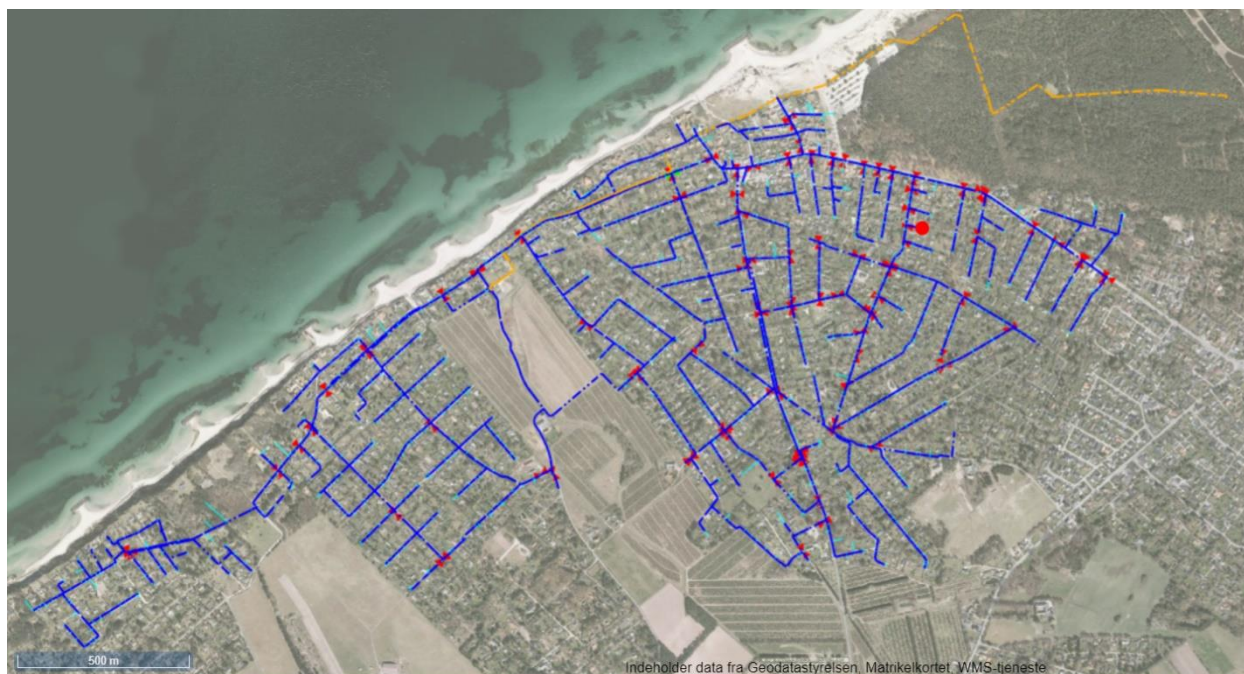 500 m
Indeholder data fra Geodatastyrelsen, Matrikelkortet, WMS-tjeneste